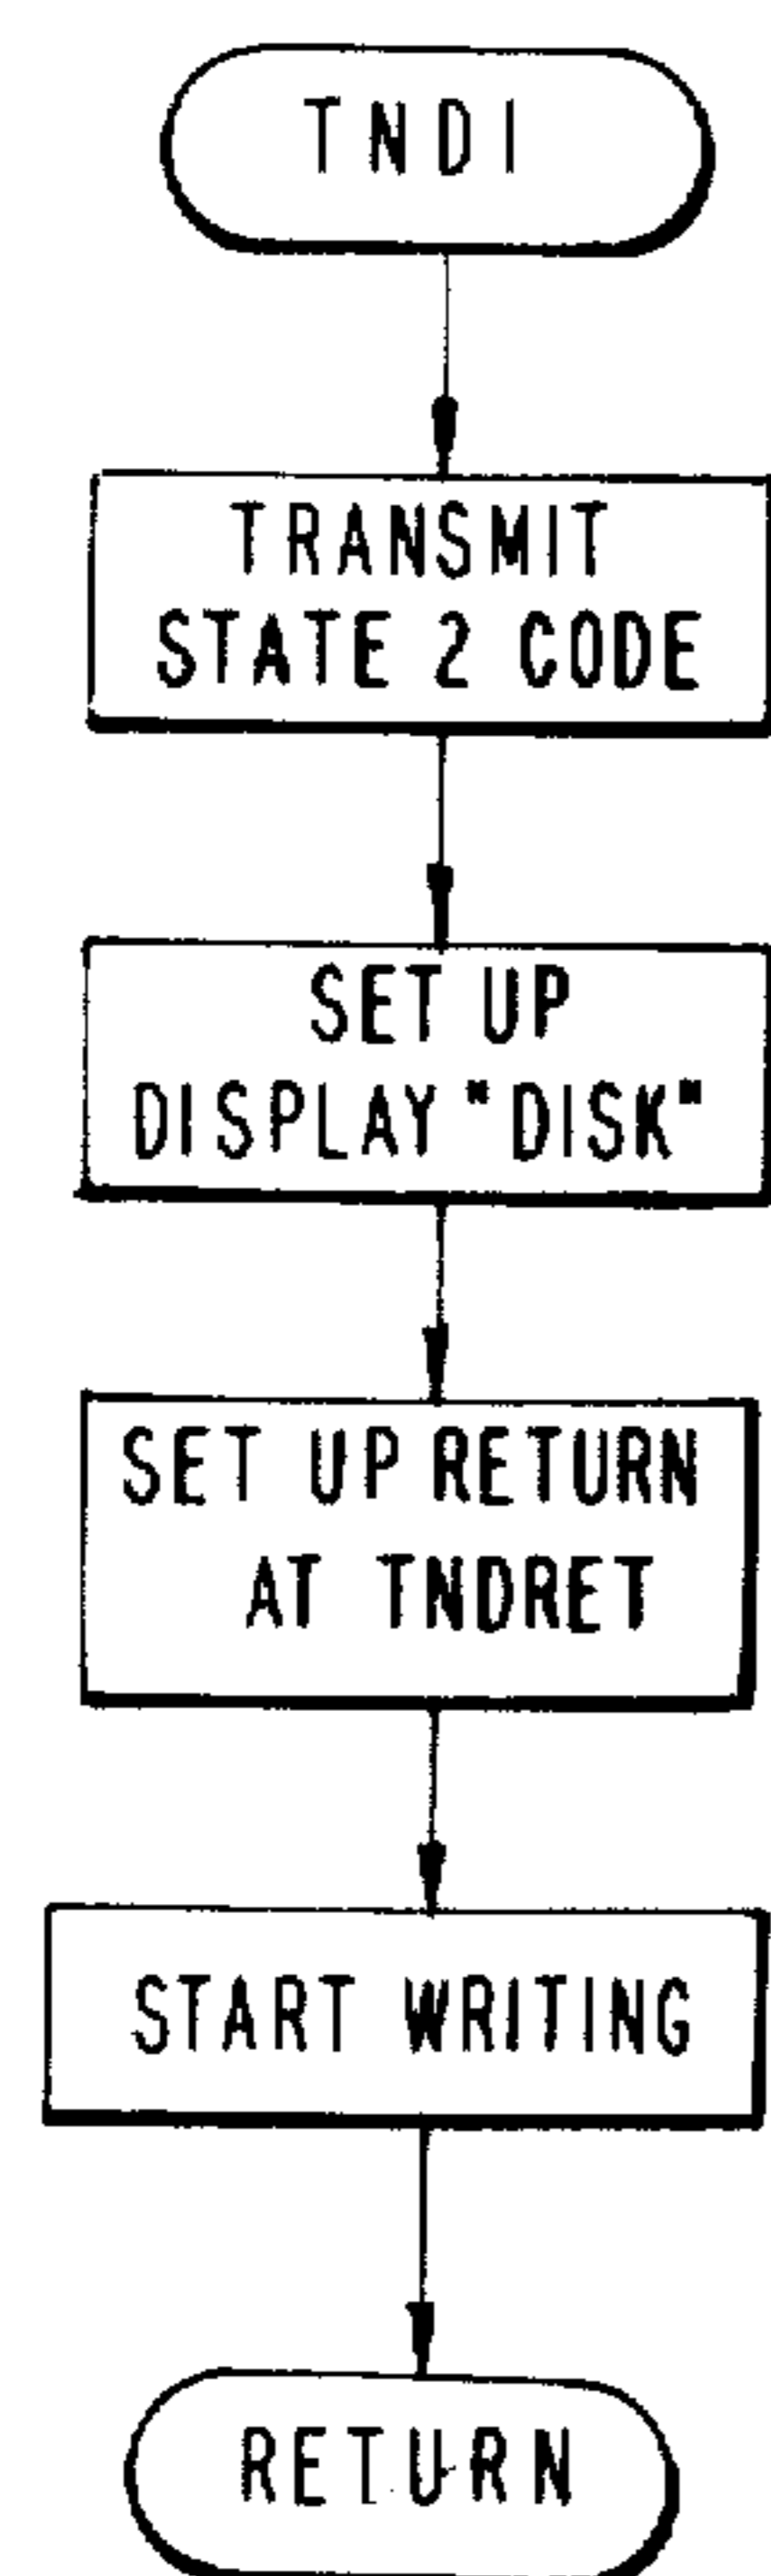 TNDI
TRANSMIT
STATE 2 CODE
SET UP
DISPLAY "DISK"
SET UP RETURN
AT TNDRET
START WRITING
RETURN